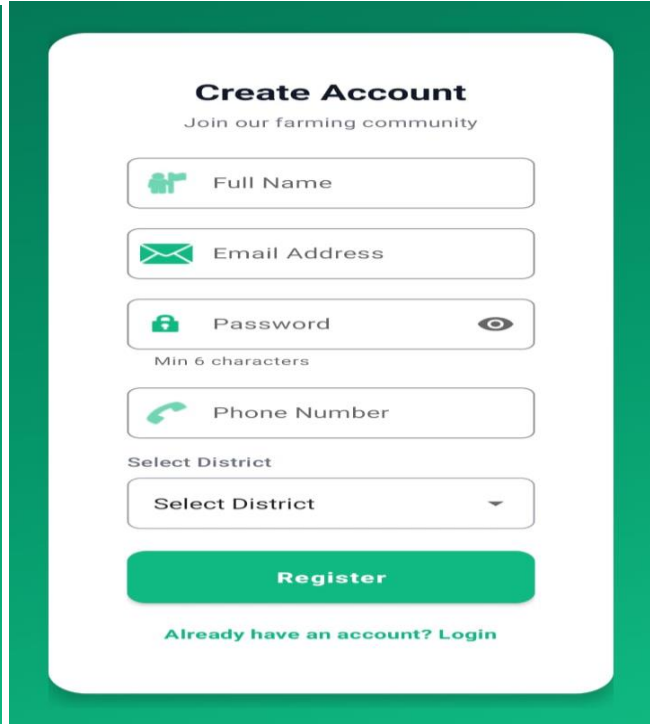 Create Account
Join our farming community
Full Name
Email Address
Password
Min 6 characters
Phone Number
Select District
Select District
Register
Already have an account? Login